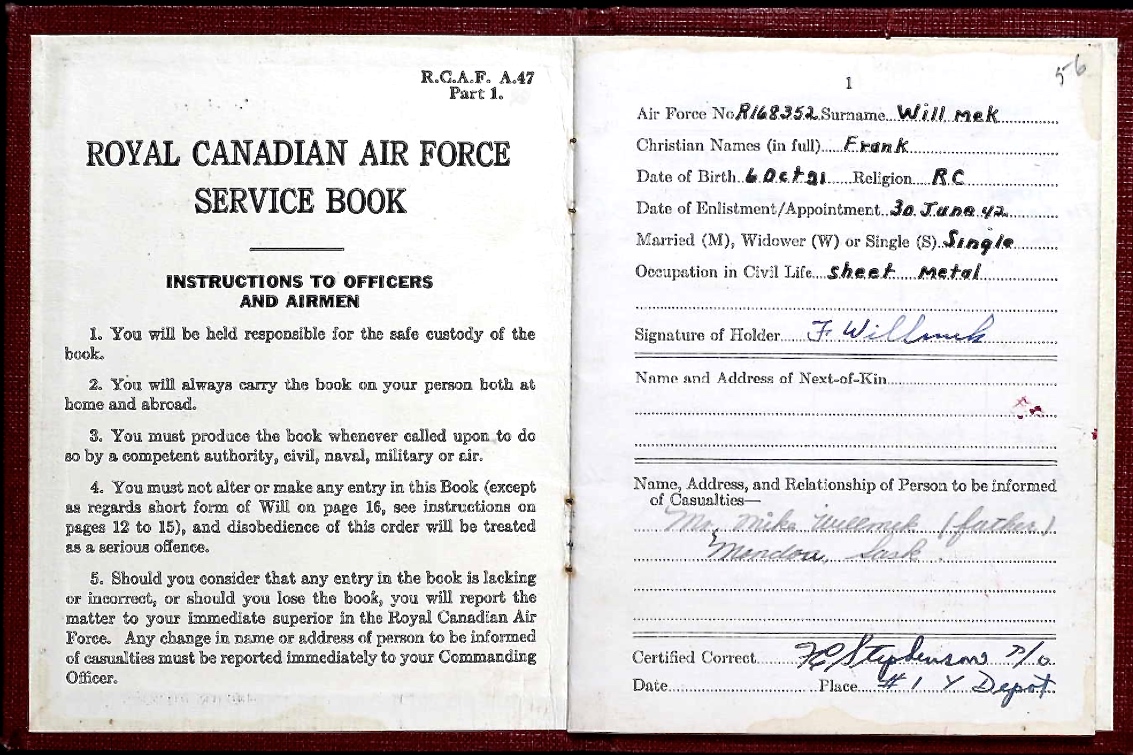 R.C.A.F. A.47
Part 1.
ROYAL CANADIAN AIR FORCE
SERVICE BOOK
INSTRUCTIONS TO OFFICERS
AND AIRMEN
1. You will be held responsible for the safe custody of the
book.
2. You will always carry the book on your person both at
home and abroad.
3. You must produce the book whenever called upon to do
so by a competent authority, civil, naval, military or air.
4. You must not alter or make any entry in this Book (except
as regards short form of Will on page 16, see instructions on
pages 12 to 15), and disobedience of this order will be treated
as a serious offence.
5. Should you consider that any entry in the book is lacking
or incorrect, or should you lose the book, you will report the
matter to your immediate superior in the Royal Canadian Air
Force. Any change in name or address of person to be informed
of casualties must be reported immediately to your Commanding
Officer.
56
1
Air Force No R168352 Surname Willmek
Christian Names (in full) Frank
Date of Birth 6 Oct 21 Religion RC
Date of Enlistment/Appointment 30 June 42
Married (M), Widower (W) or Single (S) Single
Occupation in Civil Life sheet metal
Signature of Holder F Willmek
Name and Address of Next-of-Kin
Name, Address, and Relationship of Person to be informed
of Casualties—
Mr. Mike Willmek (father)
Mendou, Sask
Certified Correct Stephenson F/O
Date Place # 1 Y Depot